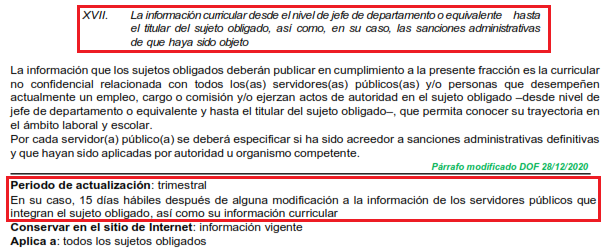 XVII. La información curricular desde el nivel de jefe de departamento o equivalente hasta
el titular del sujeto obligado, así como, en su caso, las sanciones administrativas
de que haya sido objeto
La información que los sujetos obligados deberán publicar en cumplimiento a la presente fracción es la curricular
no confidencial relacionada con todos los(as) servidores(as) públicos(as) y/o personas que desempeñen
actualmente un empleo, cargo o comisión y/o ejerzan actos de autoridad en el sujeto obligado –desde nivel de
jefe de departamento o equivalente y hasta el titular del sujeto obligado–, que permita conocer su trayectoria en
el ámbito laboral y escolar.
Por cada servidor(a) público(a) se deberá especificar si ha sido acreedor a sanciones administrativas definitivas
y que hayan sido aplicadas por autoridad u organismo competente.
Párrafo modificado DOF 28/12/2020
Periodo de actualización: trimestral
En su caso, 15 días hábiles después de alguna modificación a la información de los servidores públicos que
integran el sujeto obligado, así como su información curricular
Conservar en el sitio de Internet: información vigente
Aplica a: todos los sujetos obligados